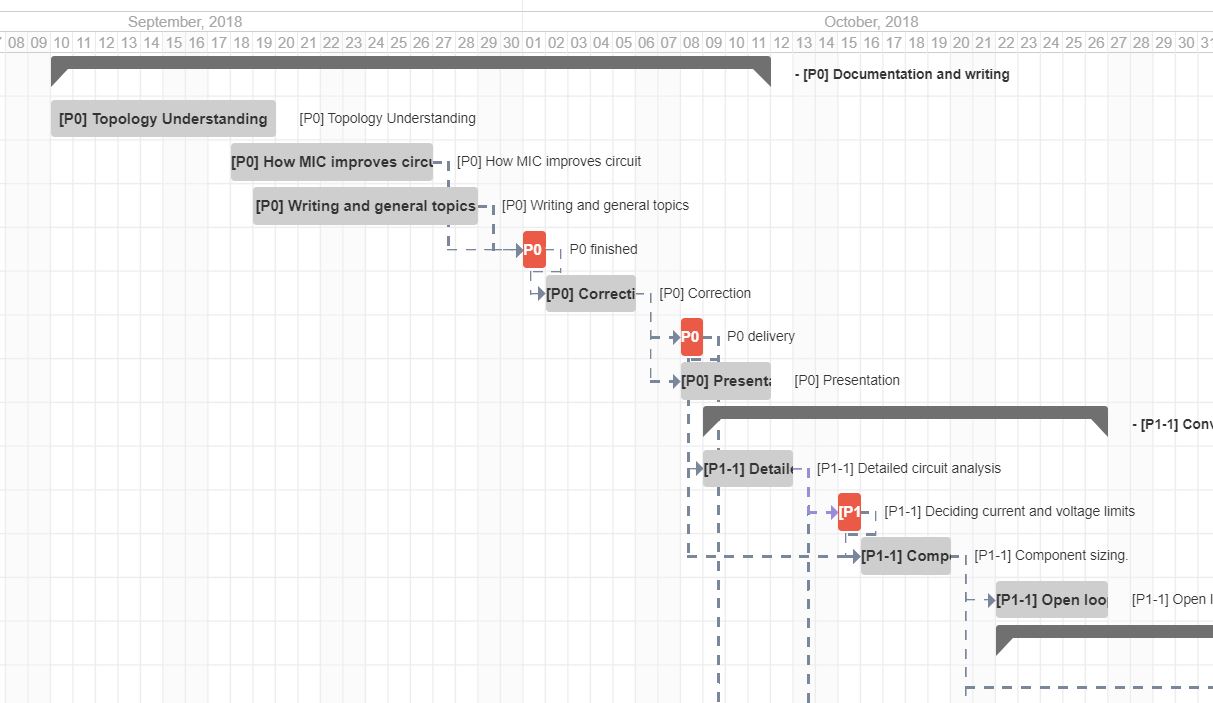 September, 2018 October, 2018
08 09 10 11 12 13 14 15 16 17 18 19 20 21 22 23 24 25 26 27 28 29 30 01 02 03 04 05 06 07 08 09 10 11 12 13 14 15 16 17 18 19 20 21 22 23 24 25 26 27 28 29 30 31
- [P0] Documentation and writing
[P0] Topology Understanding [P0] Topology Understanding
[P0] How MIC improves circu [P0] How MIC improves circuit
[P0] Writing and general topics [P0] Writing and general topics
P0 P0 finished
[P0] Correcti [P0] Correction
P0 P0 delivery
[P0] Presenta [P0] Presentation
- [P1-1] Conv
[P1-1] Detaile [P1-1] Detailed circuit analysis
[P1 [P1-1] Deciding current and voltage limits
[P1-1] Comp [P1-1] Component sizing.
[P1-1] Open loo [P1-1] Open l